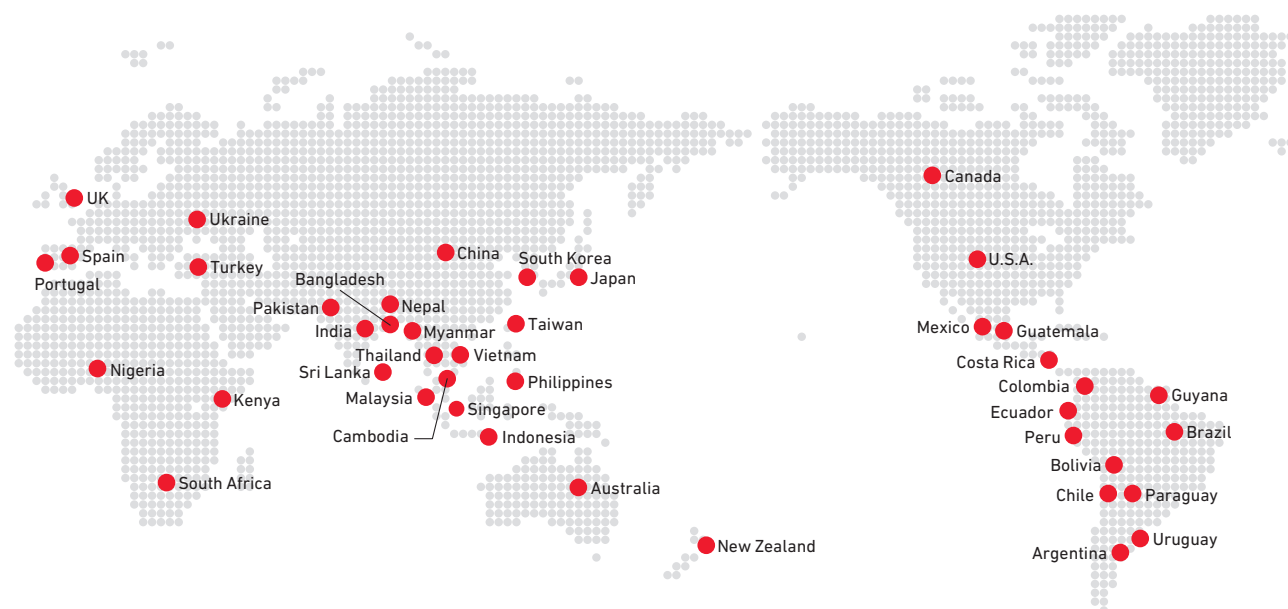 Canada
UK
Ukraine
China
South Korea
Spain
U.S.A.
Turkey
Bangladesh
Japan
Portugal
Pakistan
Nepal
Taiwan
India
Myanmar
Mexico
Guatemala
Thailand
Vietnam
Costa Rica
Nigeria
Sri Lanka
Philippines
Colombia
Guyana
Kenya
Malaysia
Singapore
Ecuador
Cambodia
Indonesia
Peru
Brazil
Bolivia
South Africa
Australia
Chile
Paraguay
New Zealand
Uruguay
Argentina